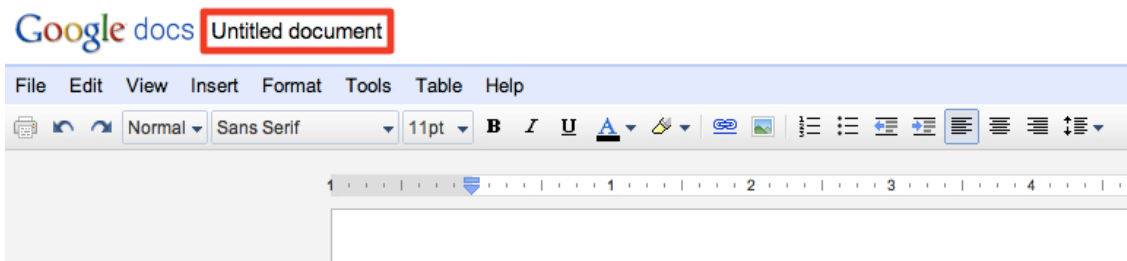 Google docs Untitled document
File Edit View Insert Format Tools Table Help
Normal Sans Serif 11pt B I U A
1 1 2 3 4